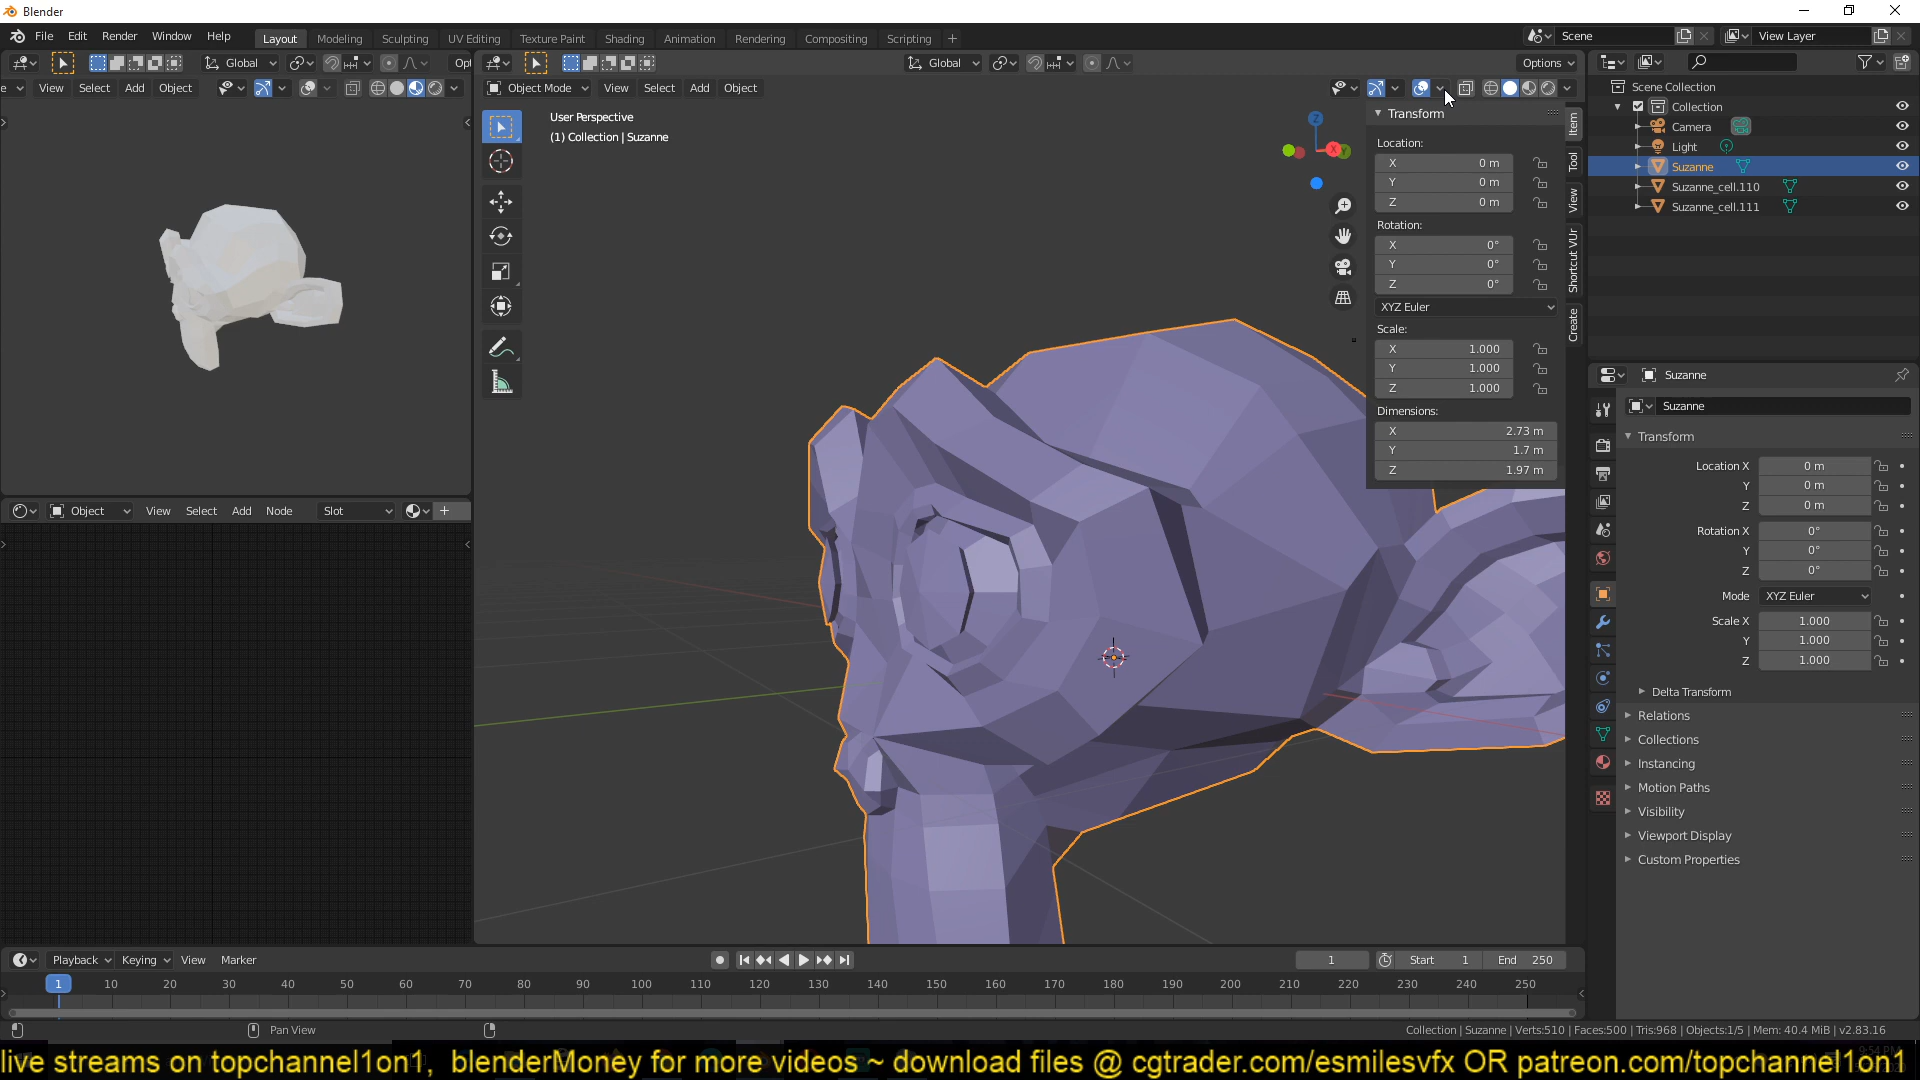 Blender
File Edit Render Window Help Layout Modeling Sculpting UV Editing Texture Paint Shading Animation Rendering Compositing Scripting + Scene View Layer
Global Opt Global Options
View Select Add Object Object Mode View Select Add Object
User Perspective
(1) Collection | Suzanne
Z
X
Y
Transform
Location:
X 0 m
Y 0 m
Z 0 m
Rotation:
X 0°
Y 0°
Z 0°
XYZ Euler
Scale:
X 1.000
Y 1.000
Z 1.000
Dimensions:
X 2.73 m
Y 1.7 m
Z 1.97 m
Item
Tool
View
Shortcut VUr
Create
Scene Collection
Collection
Camera
Light
Suzanne
Suzanne_cell.110
Suzanne_cell.111
Suzanne
Suzanne
Transform
Location X 0 m
Y 0 m
Z 0 m
Rotation X 0°
Y 0°
Z 0°
Mode XYZ Euler
Scale X 1.000
Y 1.000
Z 1.000
Delta Transform
Relations
Collections
Instancing
Motion Paths
Visibility
Viewport Display
Custom Properties
Object View Select Add Node Slot
Playback Keying View Marker 1 Start 1 End 250
1 10 20 30 40 50 60 70 80 90 100 110 120 130 140 150 160 170 180 190 200 210 220 230 240 250
Pan View
Collection | Suzanne | Verts:510 | Faces:500 | Tris:968 | Objects:1/5 | Mem: 40.4 MiB | v2.83.16
live streams on topchannel1on1, blenderMoney for more videos ~ download files @ cgtrader.com/esmilesvfx OR patreon.com/topchannel1on1